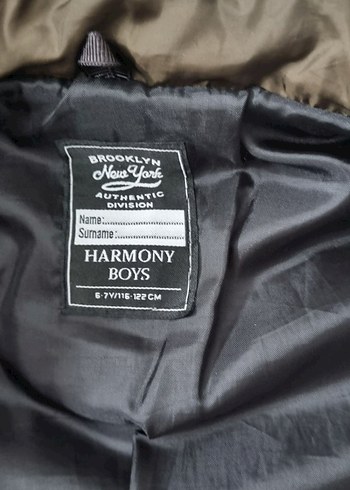 BROOKLYN
New York
AUTHENTIC
DIVISION
Name:....................
Surname:.................
HARMONY
BOYS
6-7Y/116-122 CM